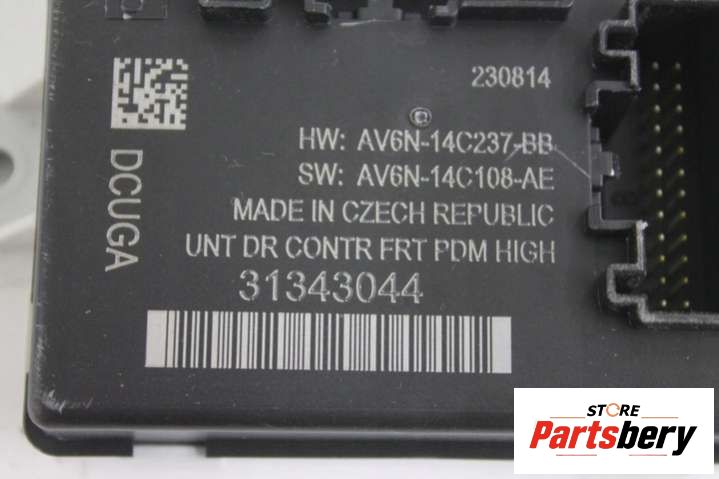 230814
HW: AV6N-14C237-BB
SW: AV6N-14C108-AE
MADE IN CZECH REPUBLIC
UNT DR CONTR FRT PDM HIGH
31343044
DCUGA
STORE
Partsbery